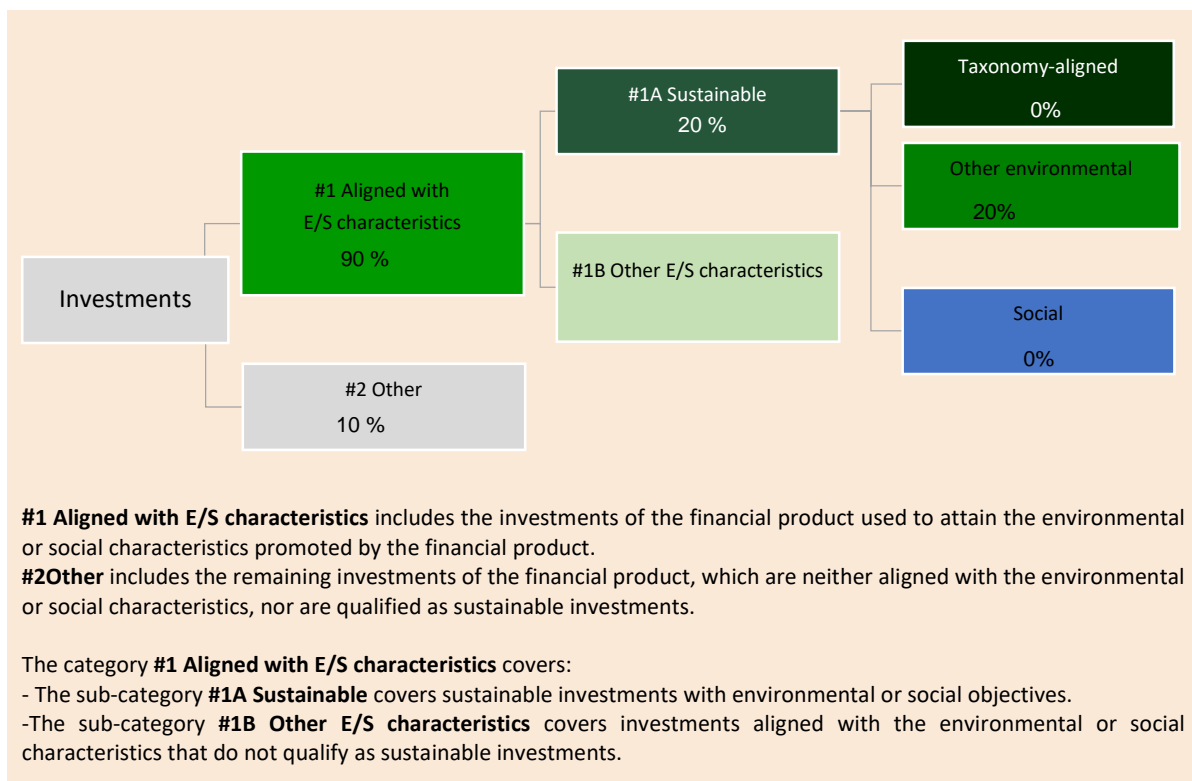 Taxonomy-aligned
0%
#1A Sustainable
20 %
Other environmental
20%
#1 Aligned with
E/S characteristics
90 %
#1B Other E/S characteristics
Investments
Social
0%
#2 Other
10 %
#1 Aligned with E/S characteristics includes the investments of the financial product used to attain the environmental
or social characteristics promoted by the financial product.
#2Other includes the remaining investments of the financial product, which are neither aligned with the environmental
or social characteristics, nor are qualified as sustainable investments.
The category #1 Aligned with E/S characteristics covers:
- The sub-category #1A Sustainable covers sustainable investments with environmental or social objectives.
-The sub-category #1B Other E/S characteristics covers investments aligned with the environmental or social
characteristics that do not qualify as sustainable investments.